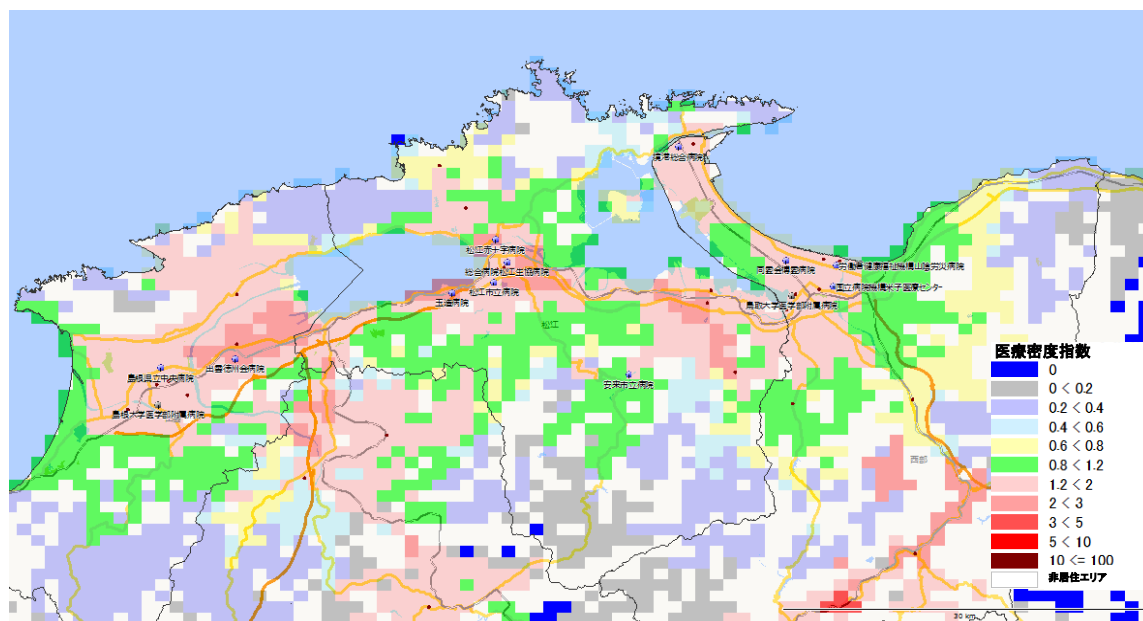 境港総合病院
松江赤十字病院
総合病院松江生協病院
松江市立病院
玉造病院
同愛会博愛病院
労働者健康福祉機構山陰労災病院
国立病院機構米子医療センター
鳥取大学医学部附属病院
松江
安来市立病院
出雲徳州会病院
島根県立中央病院
島根大学医学部附属病院
西部
医療密度指数
0
0 < 0.2
0.2 < 0.4
0.4 < 0.6
0.6 < 0.8
0.8 < 1.2
1.2 < 2
2 < 3
3 < 5
5 < 10
10 <= 100
非居住エリア
20 km